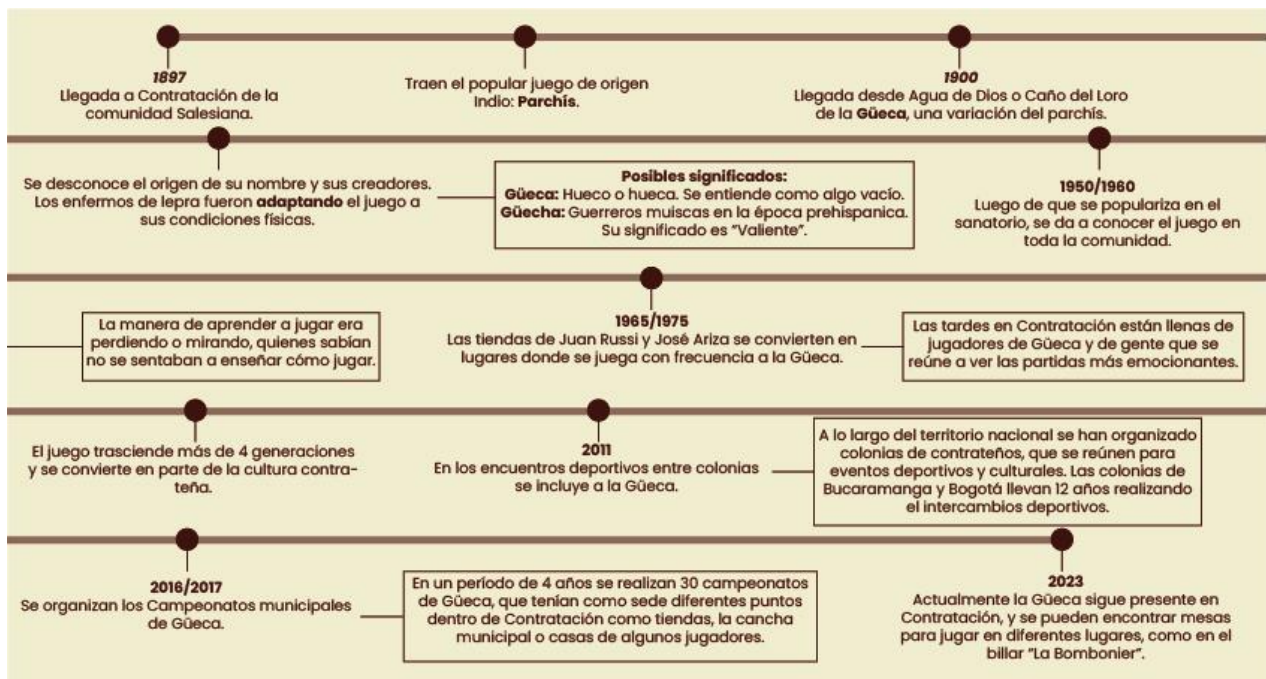 1897
Llegada a Contratación de la
comunidad Salesiana.
Traen el popular juego de origen
Indio: Parchís.
1900
Llegada desde Agua de Dios o Caño del Loro
de la Güeca, una variación del parchís.
Se desconoce el origen de su nombre y sus creadores.
Los enfermos de lepra fueron adaptando el juego a
sus condiciones físicas.
Posibles significados:
Güeca: Hueco o hueca. Se entiende como algo vacío.
Güecha: Guerreros muiscas en la época prehispanica.
Su significado es “Valiente”.
1950/1960
Luego de que se populariza en el
sanatorio, se da a conocer el juego en
toda la comunidad.
La manera de aprender a jugar era
perdiendo o mirando, quienes sabían
no se sentaban a enseñar cómo jugar.
1965/1975
Las tiendas de Juan Russi y José Ariza se convierten en
lugares donde se juega con frecuencia a la Güeca.
Las tardes en Contratación están llenas de
jugadores de Güeca y de gente que se
reúne a ver las partidas más emocionantes.
El juego trasciende más de 4 generaciones
y se convierte en parte de la cultura contra-
teña.
2011
En los encuentros deportivos entre colonias
se incluye a la Güeca.
A lo largo del territorio nacional se han organizado
colonias de contrateños, que se reúnen para
eventos deportivos y culturales. Las colonias de
Bucaramanga y Bogotá llevan 12 años realizando
el intercambios deportivos.
2016/2017
Se organizan los Campeonatos municipales
de Güeca.
En un período de 4 años se realizan 30 campeonatos
de Güeca, que tenían como sede diferentes puntos
dentro de Contratación como tiendas, la cancha
municipal o casas de algunos jugadores.
2023
Actualmente la Güeca sigue presente en
Contratación, y se pueden encontrar mesas
para jugar en diferentes lugares, como en el
billar “La Bombonier”.